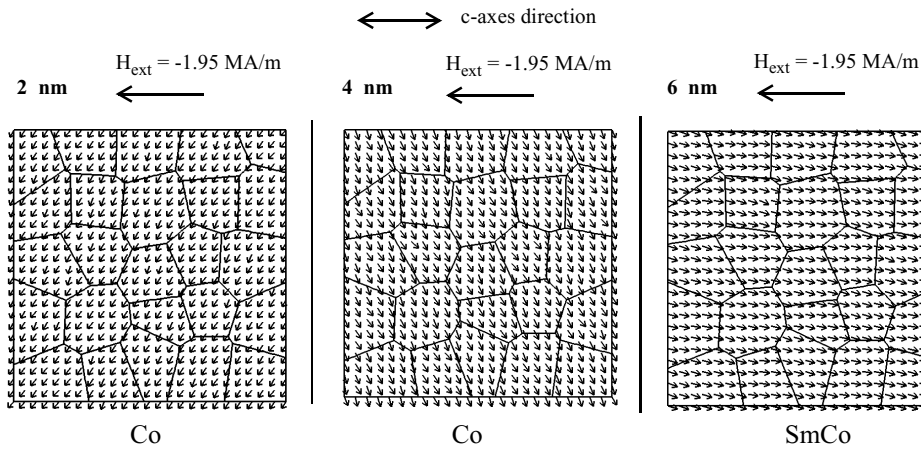 c-axes direction
H_ext = -1.95 MA/m H_ext = -1.95 MA/m H_ext = -1.95 MA/m
2 nm 4 nm 6 nm
Co Co SmCo